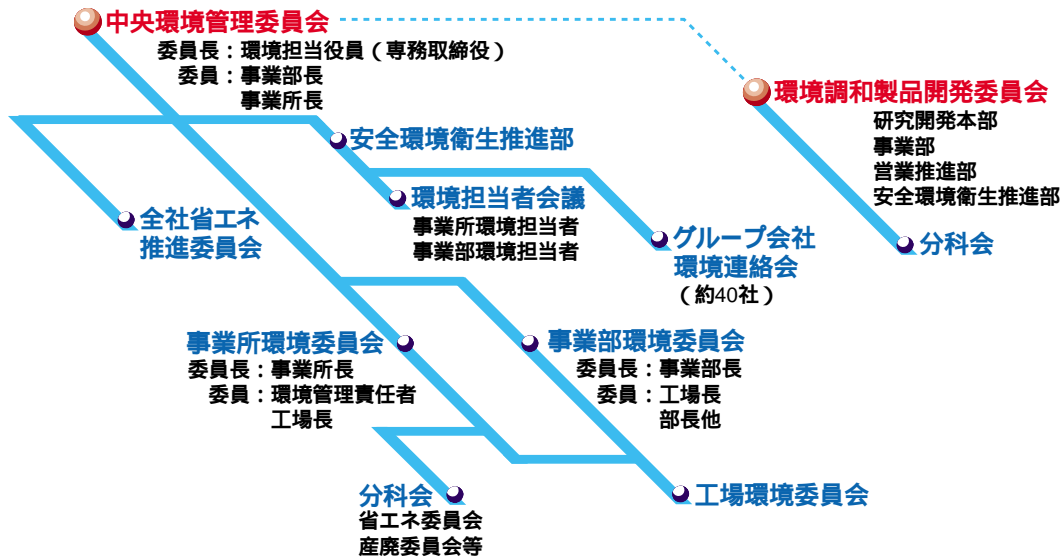 中央環境管理委員会
委員長：環境担当役員（専務取締役）
委員：事業部長
事業所長
環境調和製品開発委員会
研究開発本部
事業部
営業推進部
安全環境衛生推進部
安全環境衛生推進部
環境担当者会議
事業所環境担当者
事業部環境担当者
全社省エネ
推進委員会
グループ会社
環境連絡会
（約40社）
分科会
事業所環境委員会
委員長：事業所長
委員：環境管理責任者
工場長
事業部環境委員会
委員長：事業部長
委員：工場長
部長他
分科会
省エネ委員会
産廃委員会等
工場環境委員会